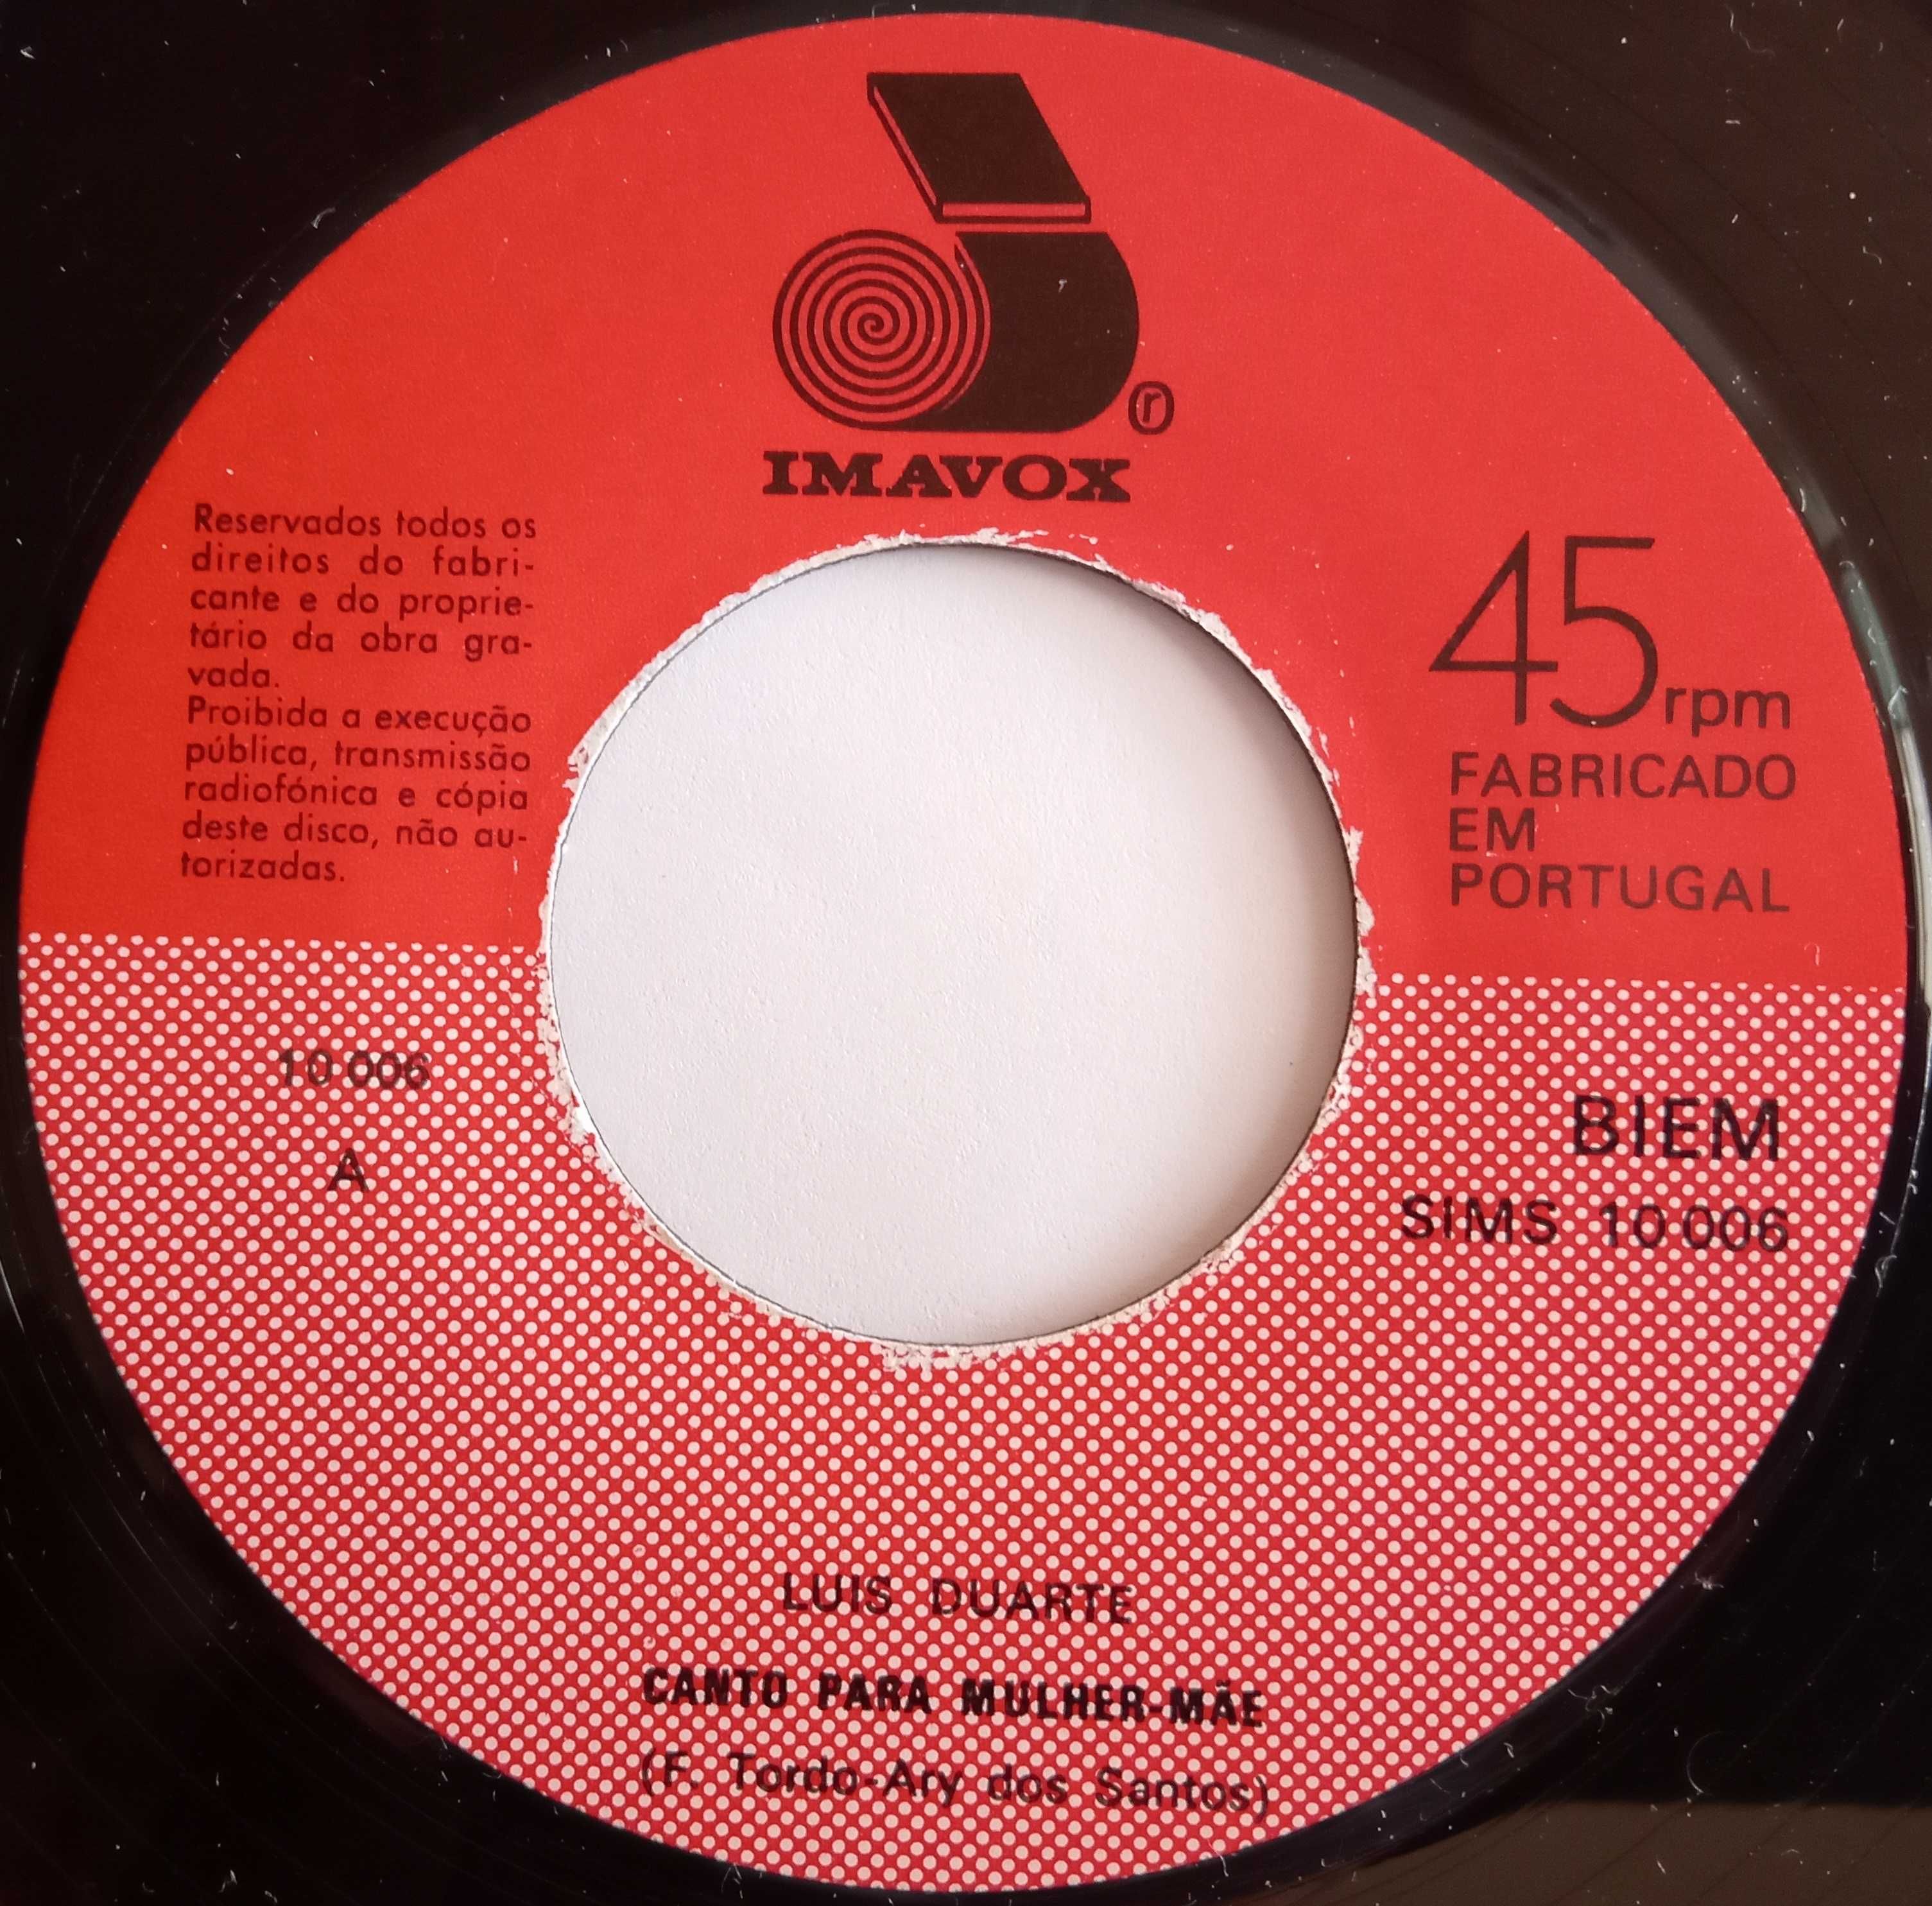 r
IMAVOX
Reservados todos os
direitos do fabri-
cante e do proprie-
tário da obra gra-
vada.
Proibida a execução
pública, transmissão
radiofónica e cópia
deste disco, não au-
torizadas.
45 rpm
FABRICADO
EM
PORTUGAL
10 006
A
BIEM
SIMS 10 006
LUIS DUARTE
CANTO PARA MULHER-MÃE
(F. Tordo-Ary dos Santos)